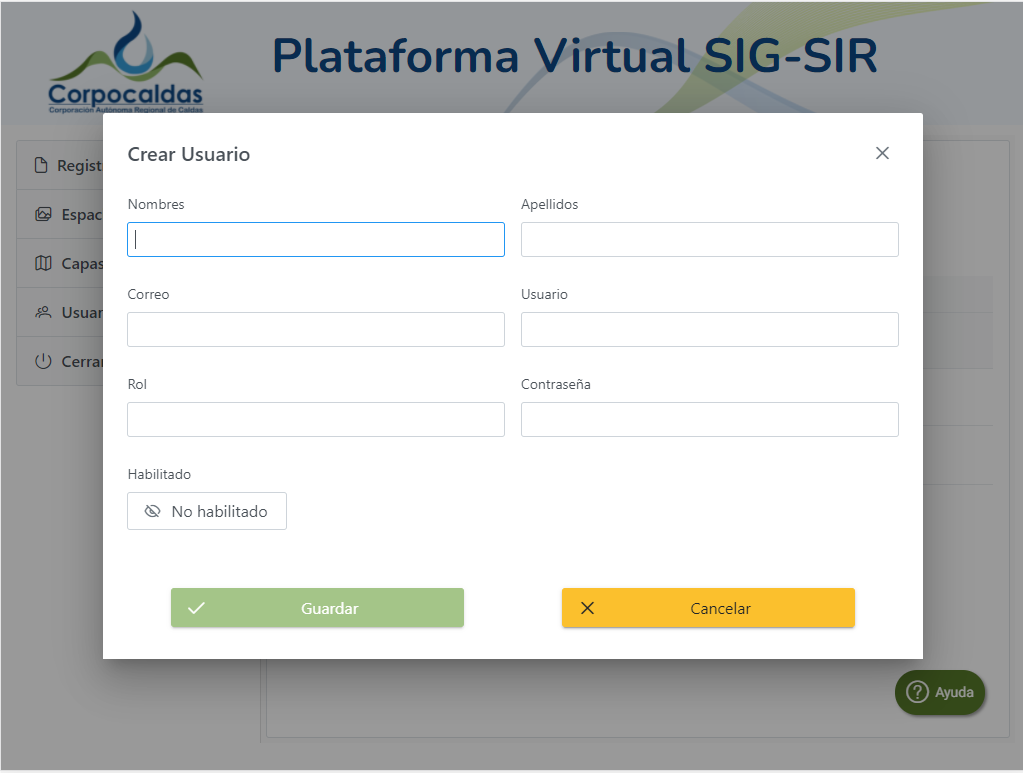 Corpocaldas
Corporación Autónoma Regional de Caldas
Plataforma Virtual SIG-SIR
Crear Usuario
Nombres
Apellidos
Correo
Usuario
Rol
Contraseña
Habilitado
No habilitado
Guardar
Cancelar
Regist
Espac
Capas
Usuar
Cerra
Ayuda